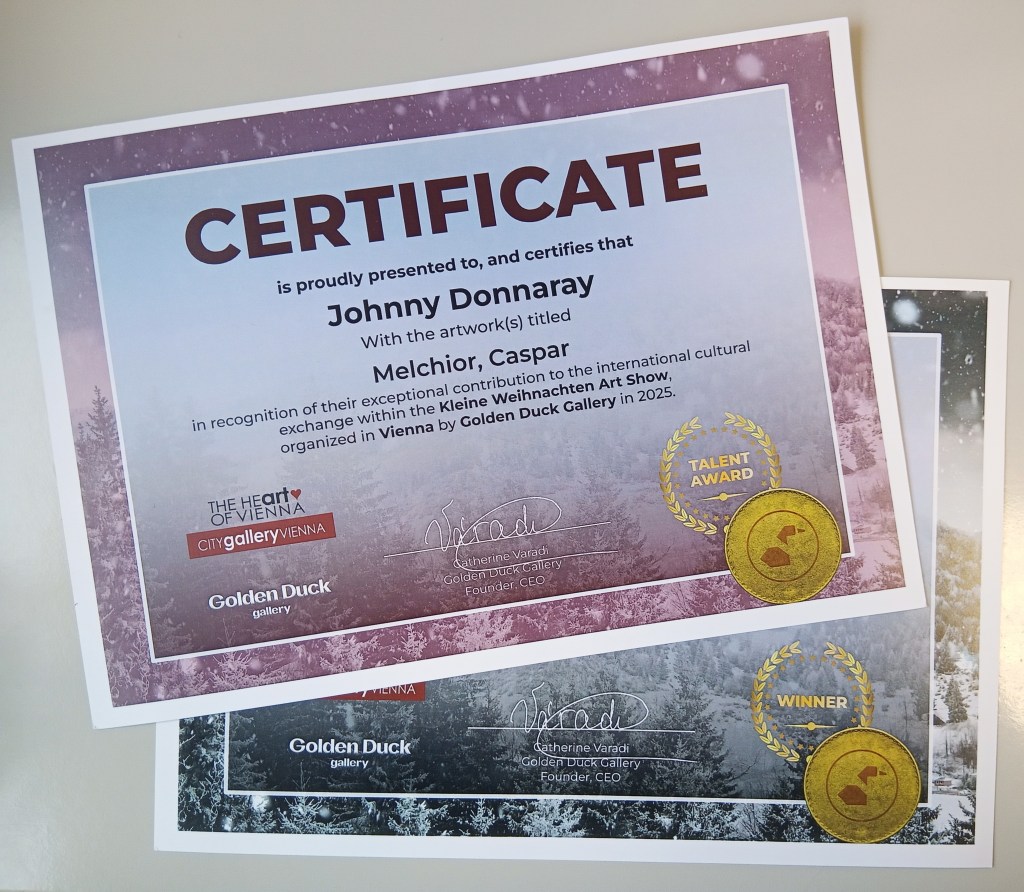 CERTIFICATE
is proudly presented to, and certifies that
Johnny Donnaray
With the artwork(s) titled
Melchior, Caspar
in recognition of their exceptional contribution to the international cultural
exchange within the Kleine Weihnachten Art Show,
organized in Vienna by Golden Duck Gallery in 2025.
THE HEart
OF VIENNA
CITYgalleryVIENNA
Golden Duck
gallery
Váradi
Catherine Varadi
Golden Duck Gallery
Founder, CEO
TALENT
AWARD
VIENNA
Golden Duck
gallery
Váradi
Catherine Varadi
Golden Duck Gallery
Founder, CEO
WINNER